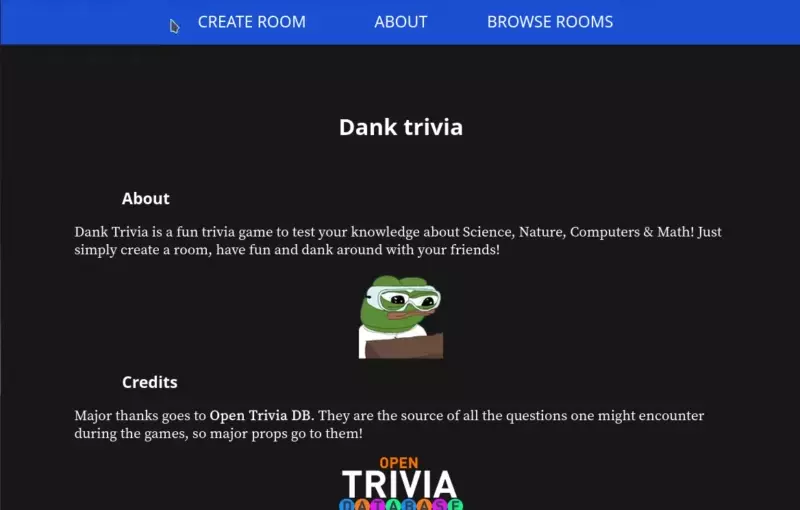 CREATE ROOM
ABOUT
BROWSE ROOMS
Dank trivia
About
Dank Trivia is a fun trivia game to test your knowledge about Science, Nature, Computers & Math! Just
simply create a room, have fun and dank around with your friends!
Credits
Major thanks goes to Open Trivia DB. They are the source of all the questions one might encounter
during the games, so major props go to them!
OPEN
TRIVIA
DATABASE